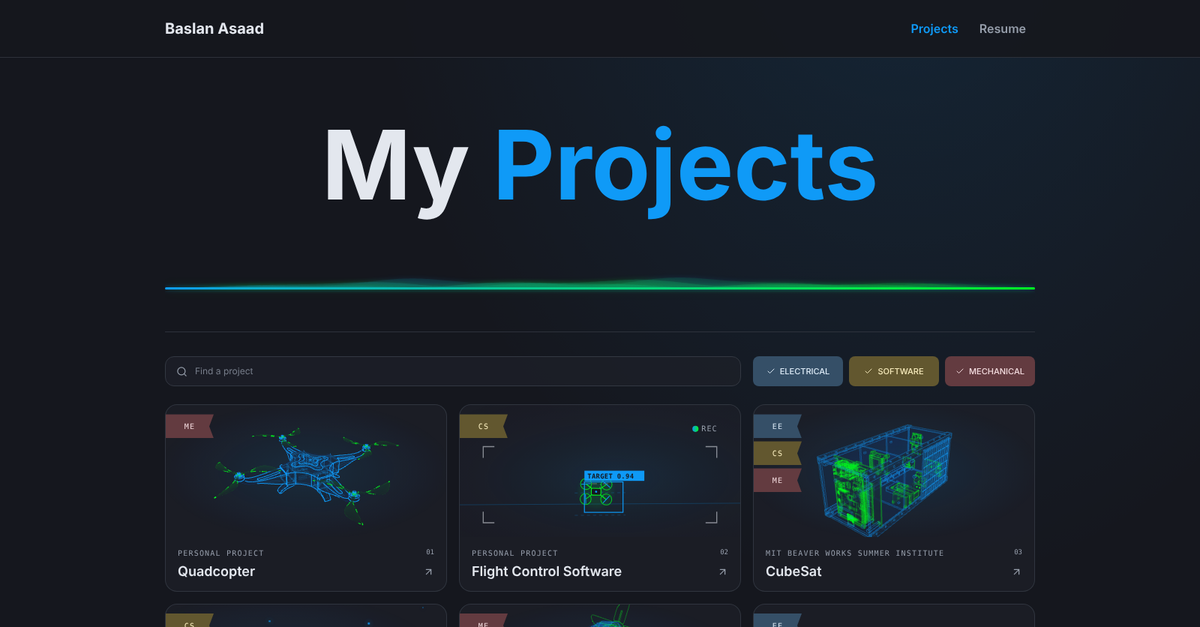 Baslan Asaad
Projects
Resume
My Projects
Find a project
ELECTRICAL
SOFTWARE
MECHANICAL
ME
CS
REC
TARGET 0.94
EE
CS
ME
PERSONAL PROJECT
01
Quadcopter
PERSONAL PROJECT
02
Flight Control Software
MIT BEAVER WORKS SUMMER INSTITUTE
03
CubeSat
CS
ME
EE